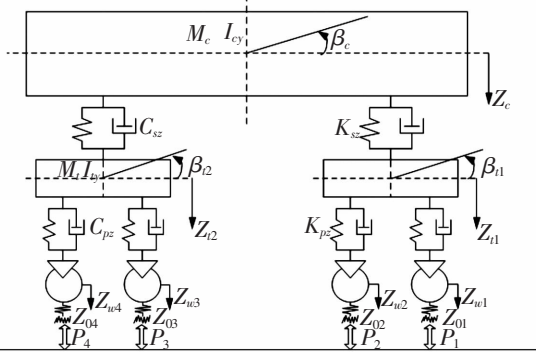 M_c I_cy β_c
Z_c
C_sz K_sz
M_t I_ty β_t2 β_t1
Z_t2 Z_t1
C_pz K_pz
Z_w4 Z_w3 Z_w2 Z_w1
Z_04 Z_03 Z_02 Z_01
P_4 P_3 P_2 P_1